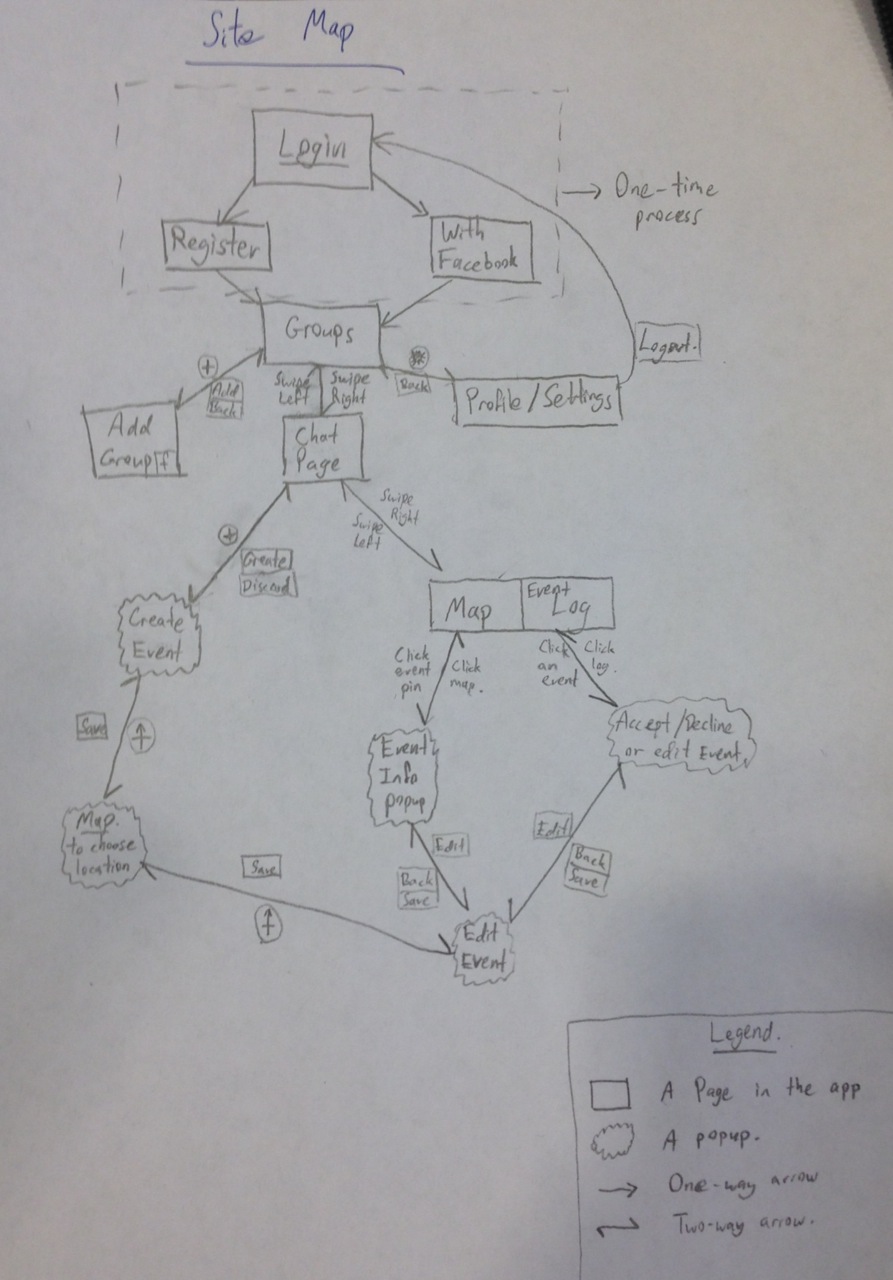 Site Map
Login
One-time
process
Register
With
Facebook
Groups
Logout.
+
Add
Back
Swipe
Left
Swipe
Right
Back
Profile/Settings
Add
Group
Chat
Page
Swipe
Right
Swipe
Left
+
Create
Discard
Map
Event
Log
Create
Event
Click
event
pin
Click
map.
Click
an
event
Click
log.
Save
Event
Info
Popup
Accept/Decline
or edit Event.
Map.
to choose
location
Edit
Edit
Save
Back
Save
Back
Save
Edit
Event
Legend.
A Page in the app
A popup.
One-way arrow
Two-way arrow.